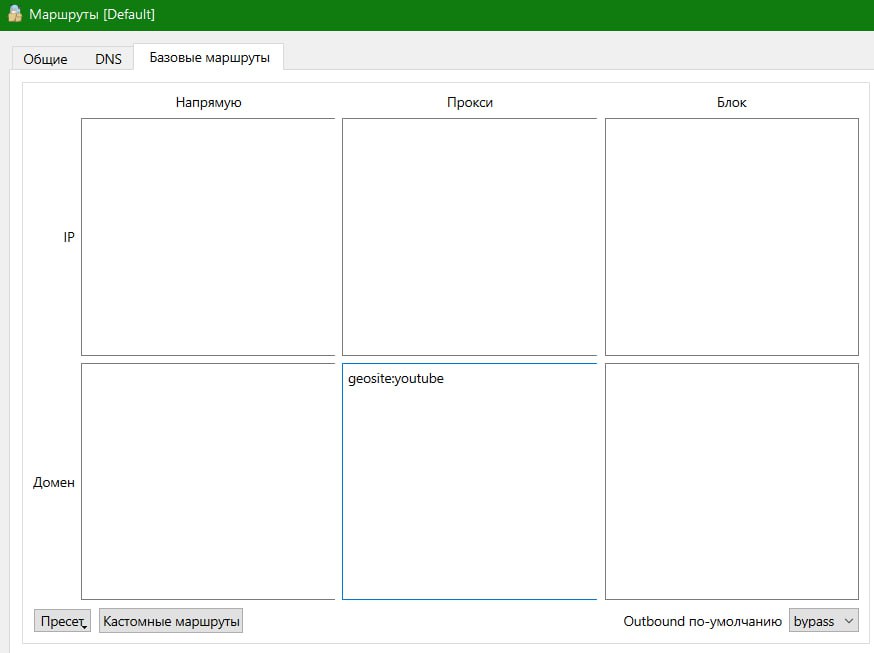 Маршруты [Default]
Общие DNS Базовые маршруты
Напрямую Прокси Блок
IP
geosite:youtube
Домен
Пресет Кастомные маршруты Outbound по-умолчанию bypass